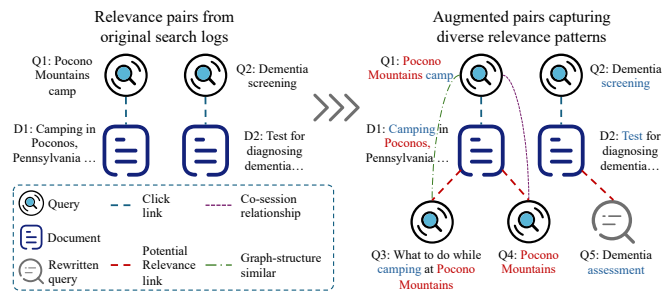 Relevance pairs from
original search logs
Q1: Pocono
Mountains
camp
Q2: Dementia
screening
D1: Camping in
Poconos,
Pennsylvania …
D2: Test for
diagnosing
dementia…
Query
Click
link
Co-session
relationship
Document
Rewritten
query
Potential
Relevance
link
Graph-structure
similar
Augmented pairs capturing
diverse relevance patterns
Q1: Pocono
Mountains camp
Q2: Dementia
screening
D1: Camping in
Poconos,
Pennsylvania …
D2: Test for
diagnosing
dementia…
Q3: What to do while
camping at Pocono
Mountains
Q4: Pocono
Mountains
Q5: Dementia
assessment